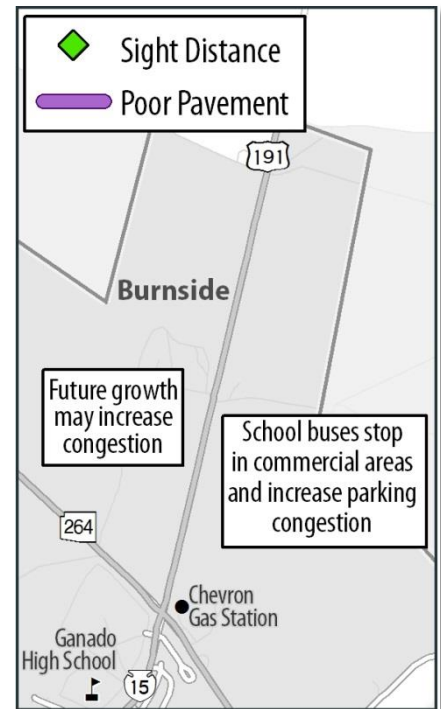 Sight Distance
Poor Pavement
191
Burnside
Future growth
may increase
congestion
School buses stop
in commercial areas
and increase parking
congestion
264
Chevron
Gas Station
Ganado
High School
15